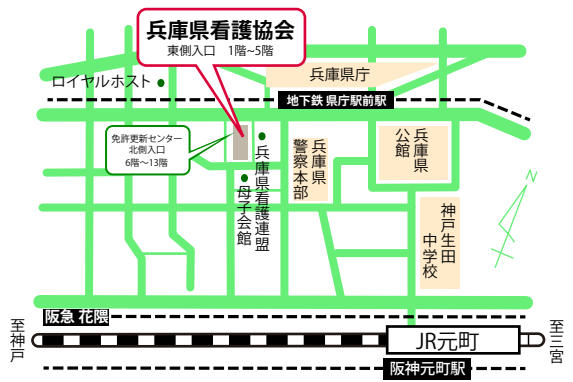 兵庫県看護協会
東側入口 1階~5階
兵庫県庁
ロイヤルホスト
地下鉄 県庁駅前駅
免許更新センター
北側入口
6階~13階
兵庫県看護連盟
母子会館
兵庫県
警察本部
兵庫県
公館
神戸生田
中学校
N
阪急 花隈
至神戸
JR元町
至三宮
阪神元町駅